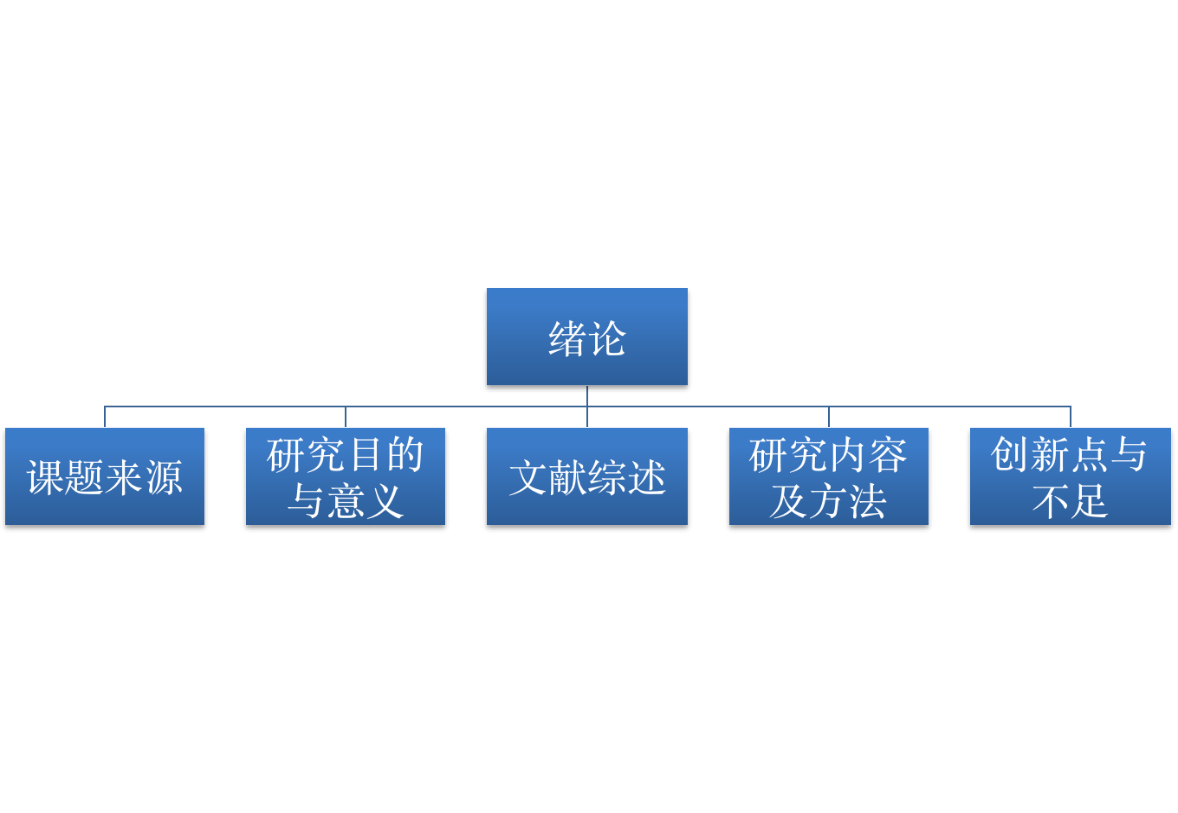 绪论
课题来源
研究目的
与意义
文献综述
研究内容
及方法
创新点与
不足